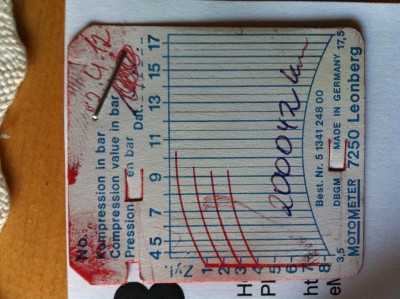 No.
Kompression in bar
Compression value in bar
Pression en bar
Dat.
Zyl. 4 5 7 9 11 13 15 17
1
2
3
4
5
6
7
8
200042 km
3,5 17,5
Best. Nr. 5 1341 248 00
DBGM MADE IN GERMANY
MOTOMETER 7250 Leonberg